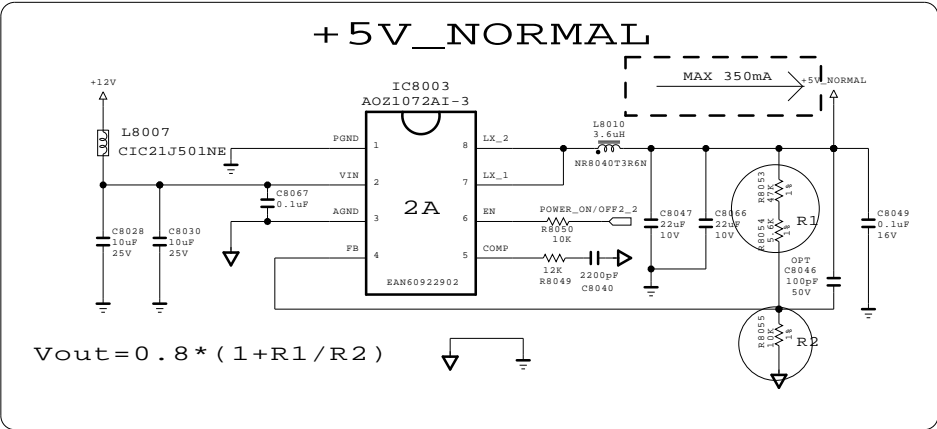 +5V_NORMAL
MAX 350mA
+5V_NORMAL
+12V
L8007
CIC21J501NE
IC8003
AOZ1072AI-3
PGND
1
VIN
2
AGND
3
FB
4
2A
EAN60922902
LX_2
8
LX_1
7
EN
6
COMP
5
L8010
3.6uH
NR8040T3R6N
POWER_ON/OFF2_2
R8050
10K
12K
R8049
2200pF
C8040
C8067
0.1uF
C8028
10uF
25V
C8030
10uF
25V
C8047
22uF
10V
C8066
22uF
10V
R8053
47K
1%
R8054
5.6K
1%
R1
C8049
0.1uF
16V
OPT
C8046
100pF
50V
R8055
10K
1%
R2
Vout=0.8*(1+R1/R2)